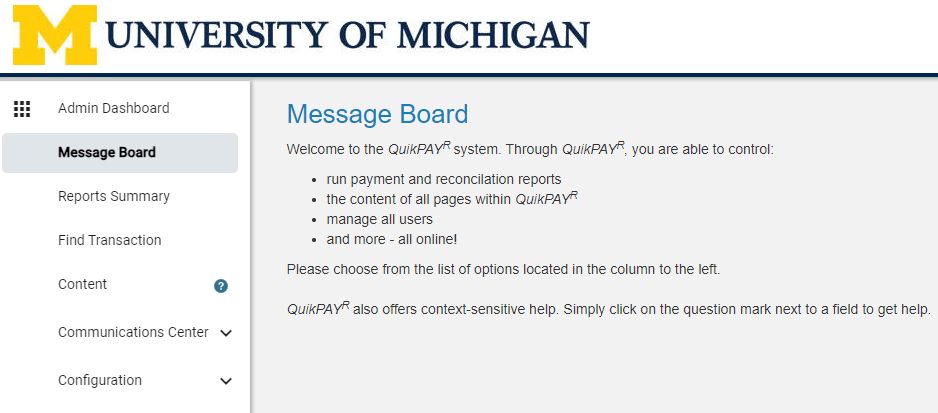 M UNIVERSITY OF MICHIGAN
Admin Dashboard
Message Board
Reports Summary
Find Transaction
Content ?
Communications Center
Configuration
Message Board
Welcome to the QuikPAYR system. Through QuikPAYR, you are able to control:
• run payment and reconcilation reports
• the content of all pages within QuikPAYR
• manage all users
• and more - all online!
Please choose from the list of options located in the column to the left.
QuikPAYR also offers context-sensitive help. Simply click on the question mark next to a field to get help.